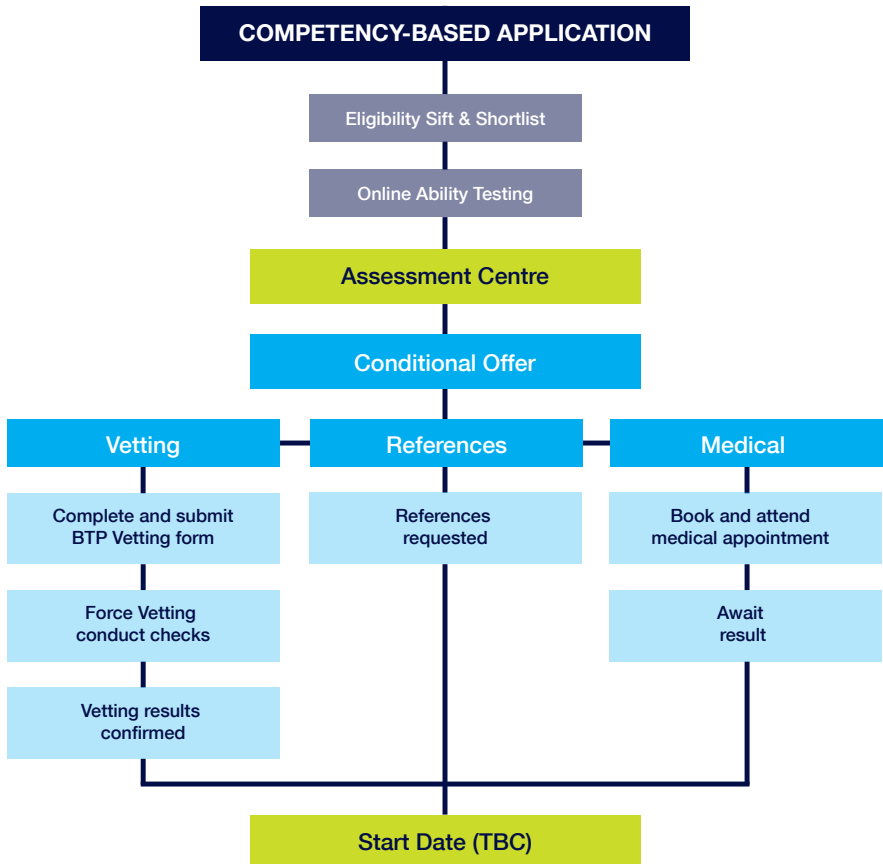 COMPETENCY-BASED APPLICATION
Eligibility Sift & Shortlist
Online Ability Testing
Assessment Centre
Conditional Offer
Vetting
References
Medical
Complete and submit
BTP Vetting form
References
requested
Book and attend
medical appointment
Force Vetting
conduct checks
Await
result
Vetting results
confirmed
Start Date (TBC)